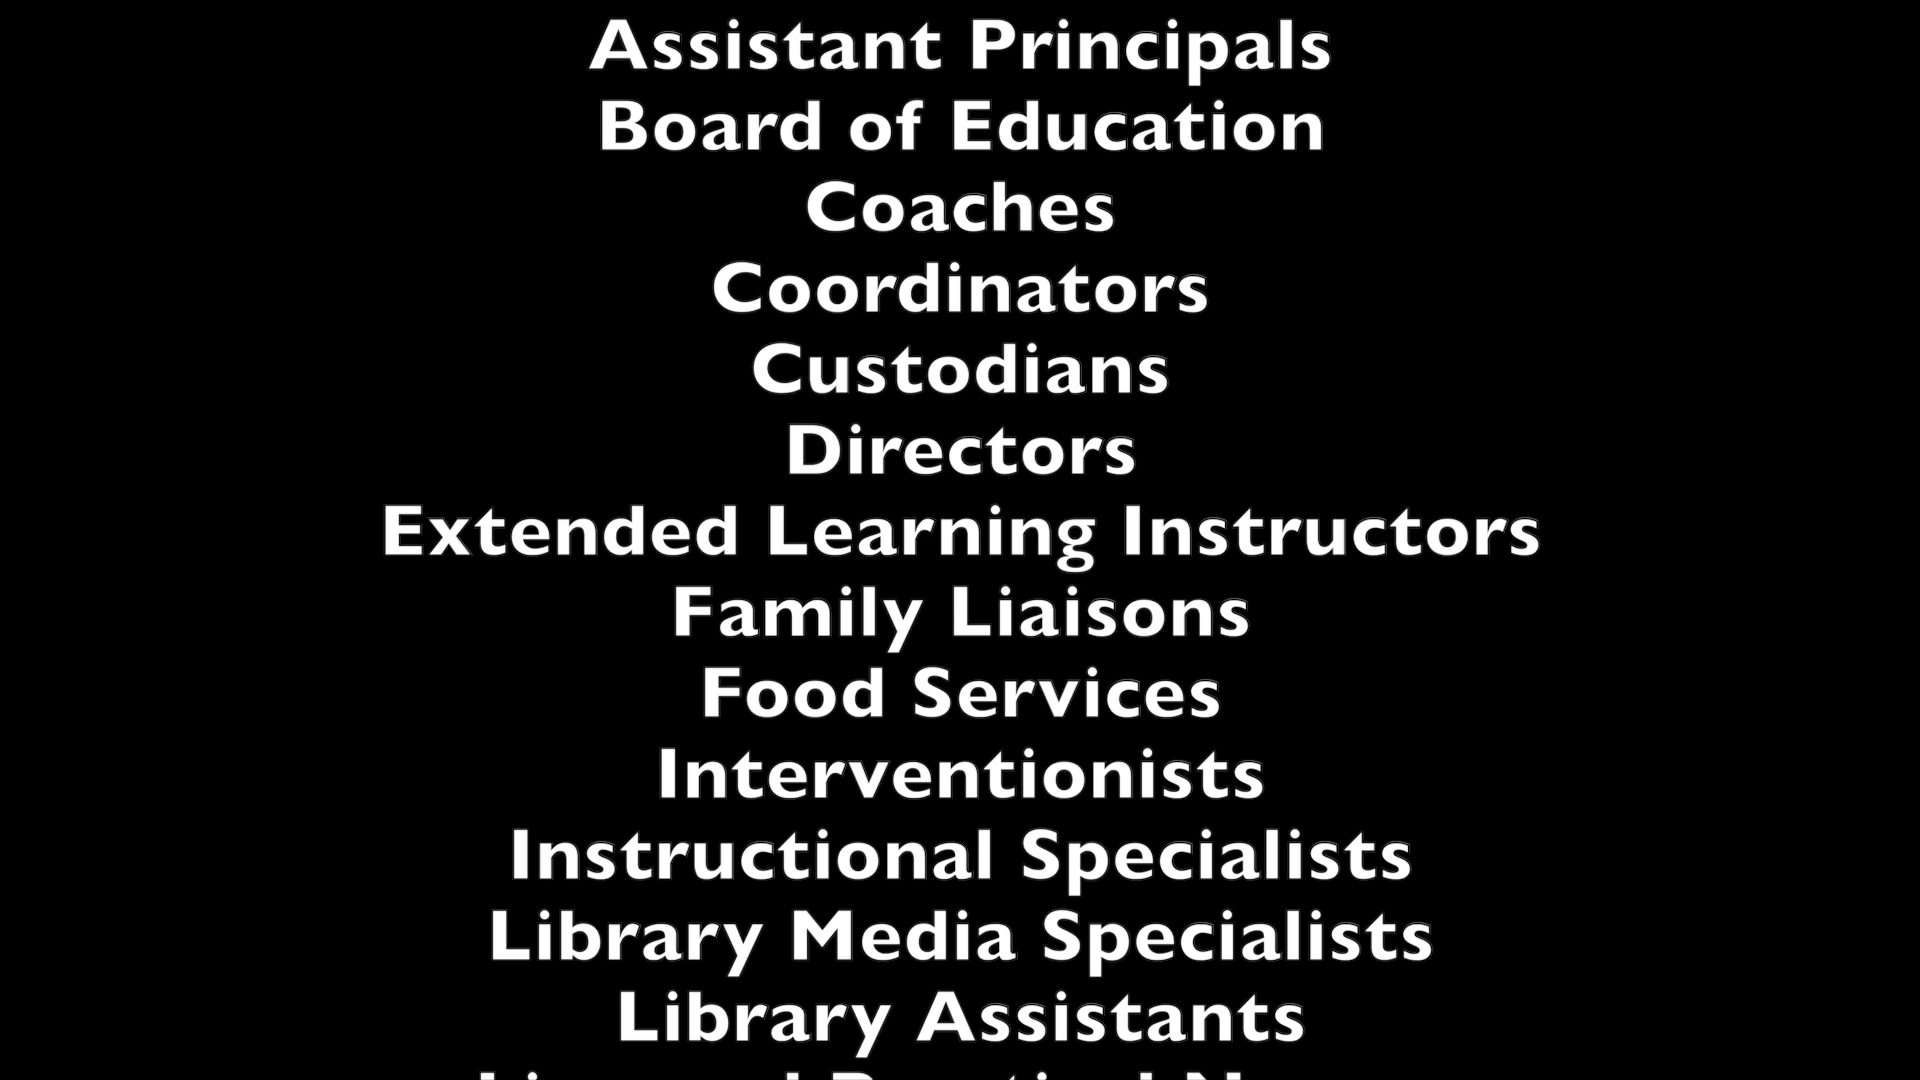 Assistant Principals
Board of Education
Coaches
Coordinators
Custodians
Directors
Extended Learning Instructors
Family Liaisons
Food Services
Interventionists
Instructional Specialists
Library Media Specialists
Library Assistants